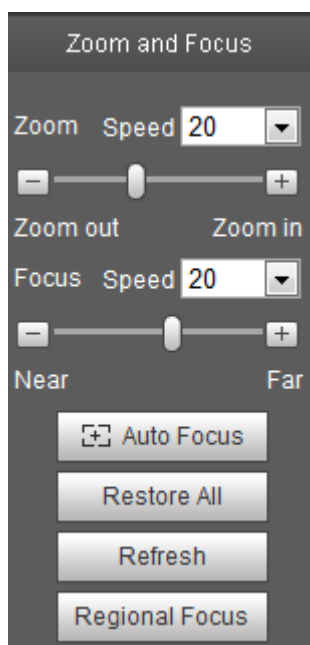 Zoom and Focus
Zoom Speed 20
Zoom out Zoom in
Focus Speed 20
Near Far
Auto Focus
Restore All
Refresh
Regional Focus